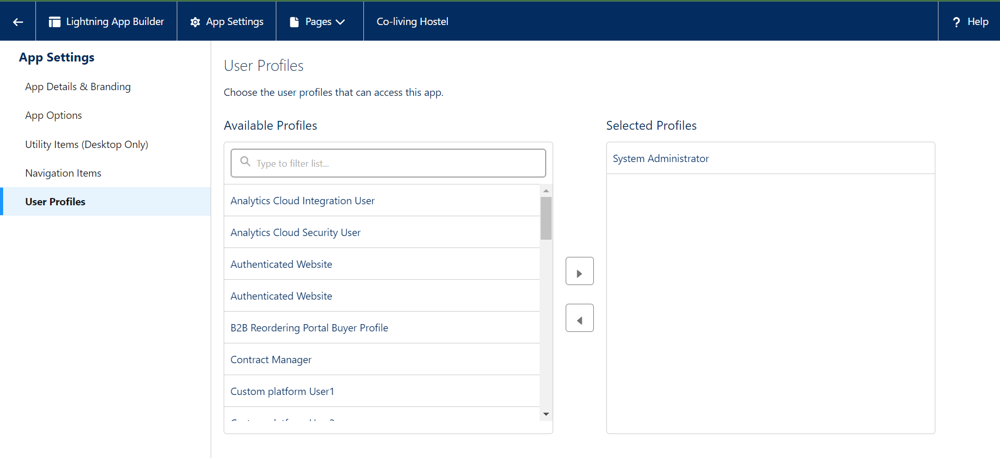 Lightning App Builder
App Settings
Pages
Co-living Hostel
? Help
App Settings
App Details & Branding
App Options
Utility Items (Desktop Only)
Navigation Items
User Profiles
User Profiles
Choose the user profiles that can access this app.
Available Profiles
Type to filter list...
Analytics Cloud Integration User
Analytics Cloud Security User
Authenticated Website
Authenticated Website
B2B Reordering Portal Buyer Profile
Contract Manager
Custom platform User1
Selected Profiles
System Administrator